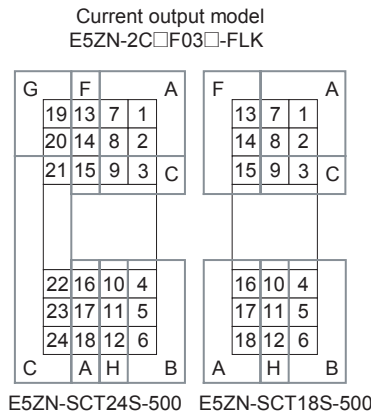 Current output model
E5ZN-2C□F03□-FLK
G F A F A
19 13 7 1 13 7 1
20 14 8 2 14 8 2
21 15 9 3 C 15 9 3 C
22 16 10 4 16 10 4
23 17 11 5 17 11 5
24 18 12 6 18 12 6
C A H B A H B
E5ZN-SCT24S-500 E5ZN-SCT18S-500